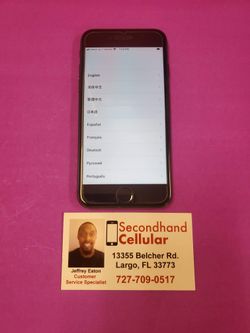 English
简体中文
繁體中文
日本語
Español
Français
Deutsch
Русский
Português
Secondhand
Cellular
13355 Belcher Rd.
Largo, FL 33773
727-709-0517
Jeffrey Eaton
Customer
Service Specialist